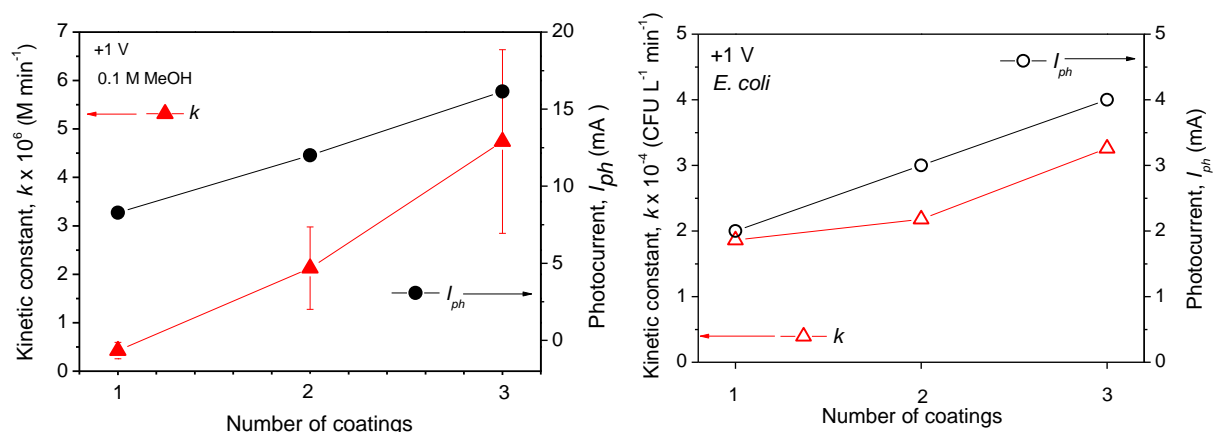 Kinetic constant, k x 10⁶ (M min⁻¹)
7
6
5
4
3
2
1
0
+1 V
0.1 M MeOH
k
I_ph
20
15
10
5
0
Photocurrent, I_ph (mA)
1 2 3
Number of coatings
Kinetic constant, k x 10⁻⁴ (CFU L⁻¹ min⁻¹)
5
4
3
2
1
0
+1 V
E. coli
I_ph
k
5
4
3
2
1
0
Photocurrent, I_ph (mA)
1 2 3
Number of coatings